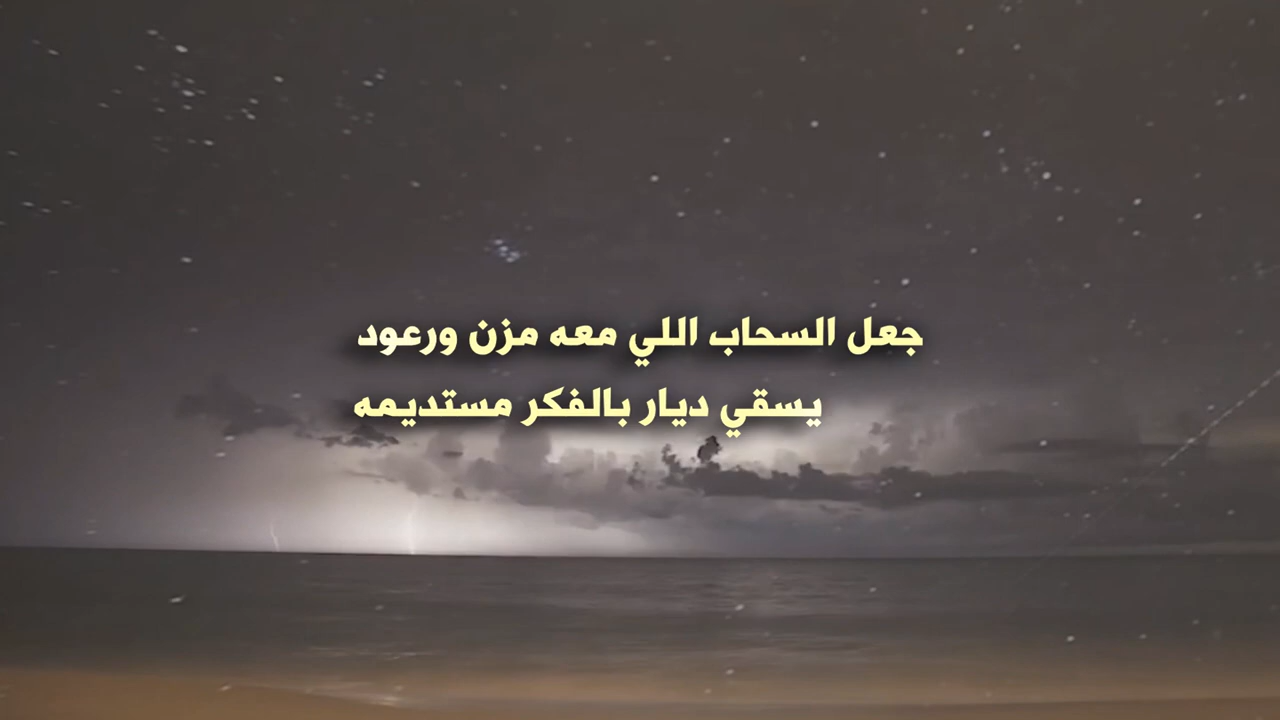 جعل السحاب اللي معه مزن ورعود
يسقي ديار بالفكر مستديمه